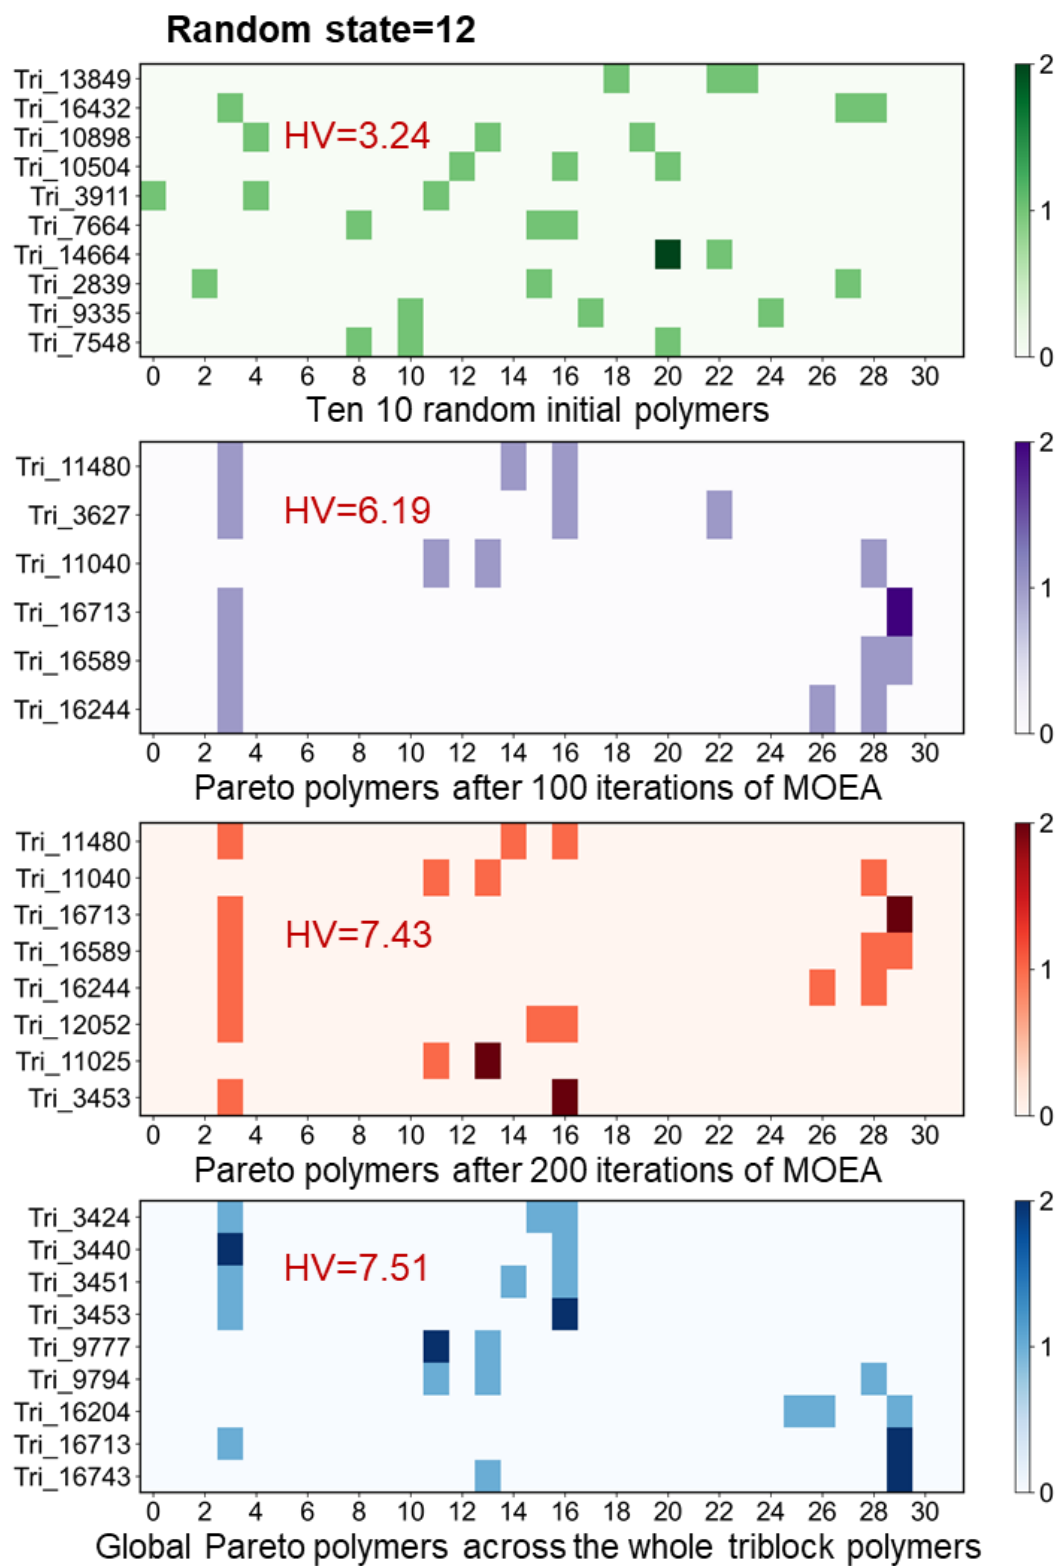 Random state=12
Tri_13849
Tri_16432
Tri_10898
Tri_10504
Tri_3911
Tri_7664
Tri_14664
Tri_2839
Tri_9335
Tri_7548
HV=3.24
2
1
0
0 2 4 6 8 10 12 14 16 18 20 22 24 26 28 30
Ten 10 random initial polymers
Tri_11480
Tri_3627
Tri_11040
Tri_16713
Tri_16589
Tri_16244
HV=6.19
2
1
0
0 2 4 6 8 10 12 14 16 18 20 22 24 26 28 30
Pareto polymers after 100 iterations of MOEA
Tri_11480
Tri_11040
Tri_16713
Tri_16589
Tri_16244
Tri_12052
Tri_11025
Tri_3453
HV=7.43
2
1
0
0 2 4 6 8 10 12 14 16 18 20 22 24 26 28 30
Pareto polymers after 200 iterations of MOEA
Tri_3424
Tri_3440
Tri_3451
Tri_3453
Tri_9777
Tri_9794
Tri_16204
Tri_16713
Tri_16743
HV=7.51
2
1
0
0 2 4 6 8 10 12 14 16 18 20 22 24 26 28 30
Global Pareto polymers across the whole triblock polymers